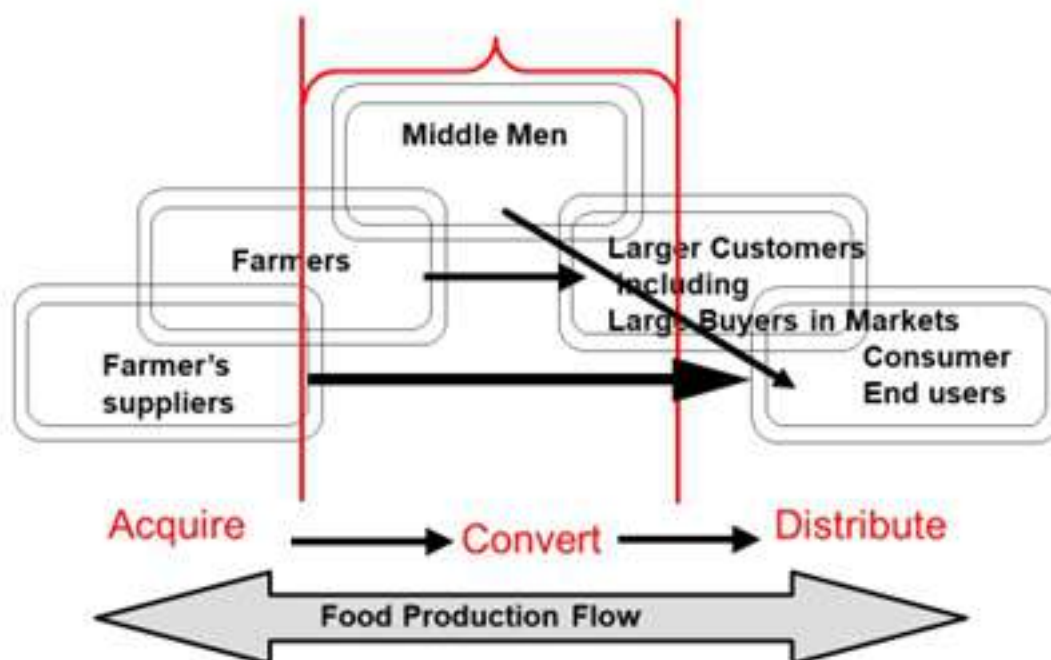 Middle Men
Farmers
Larger Customers
Including
Large Buyers in Markets
Farmer's
suppliers
Consumer
End users
Acquire
Convert
Distribute
Food Production Flow